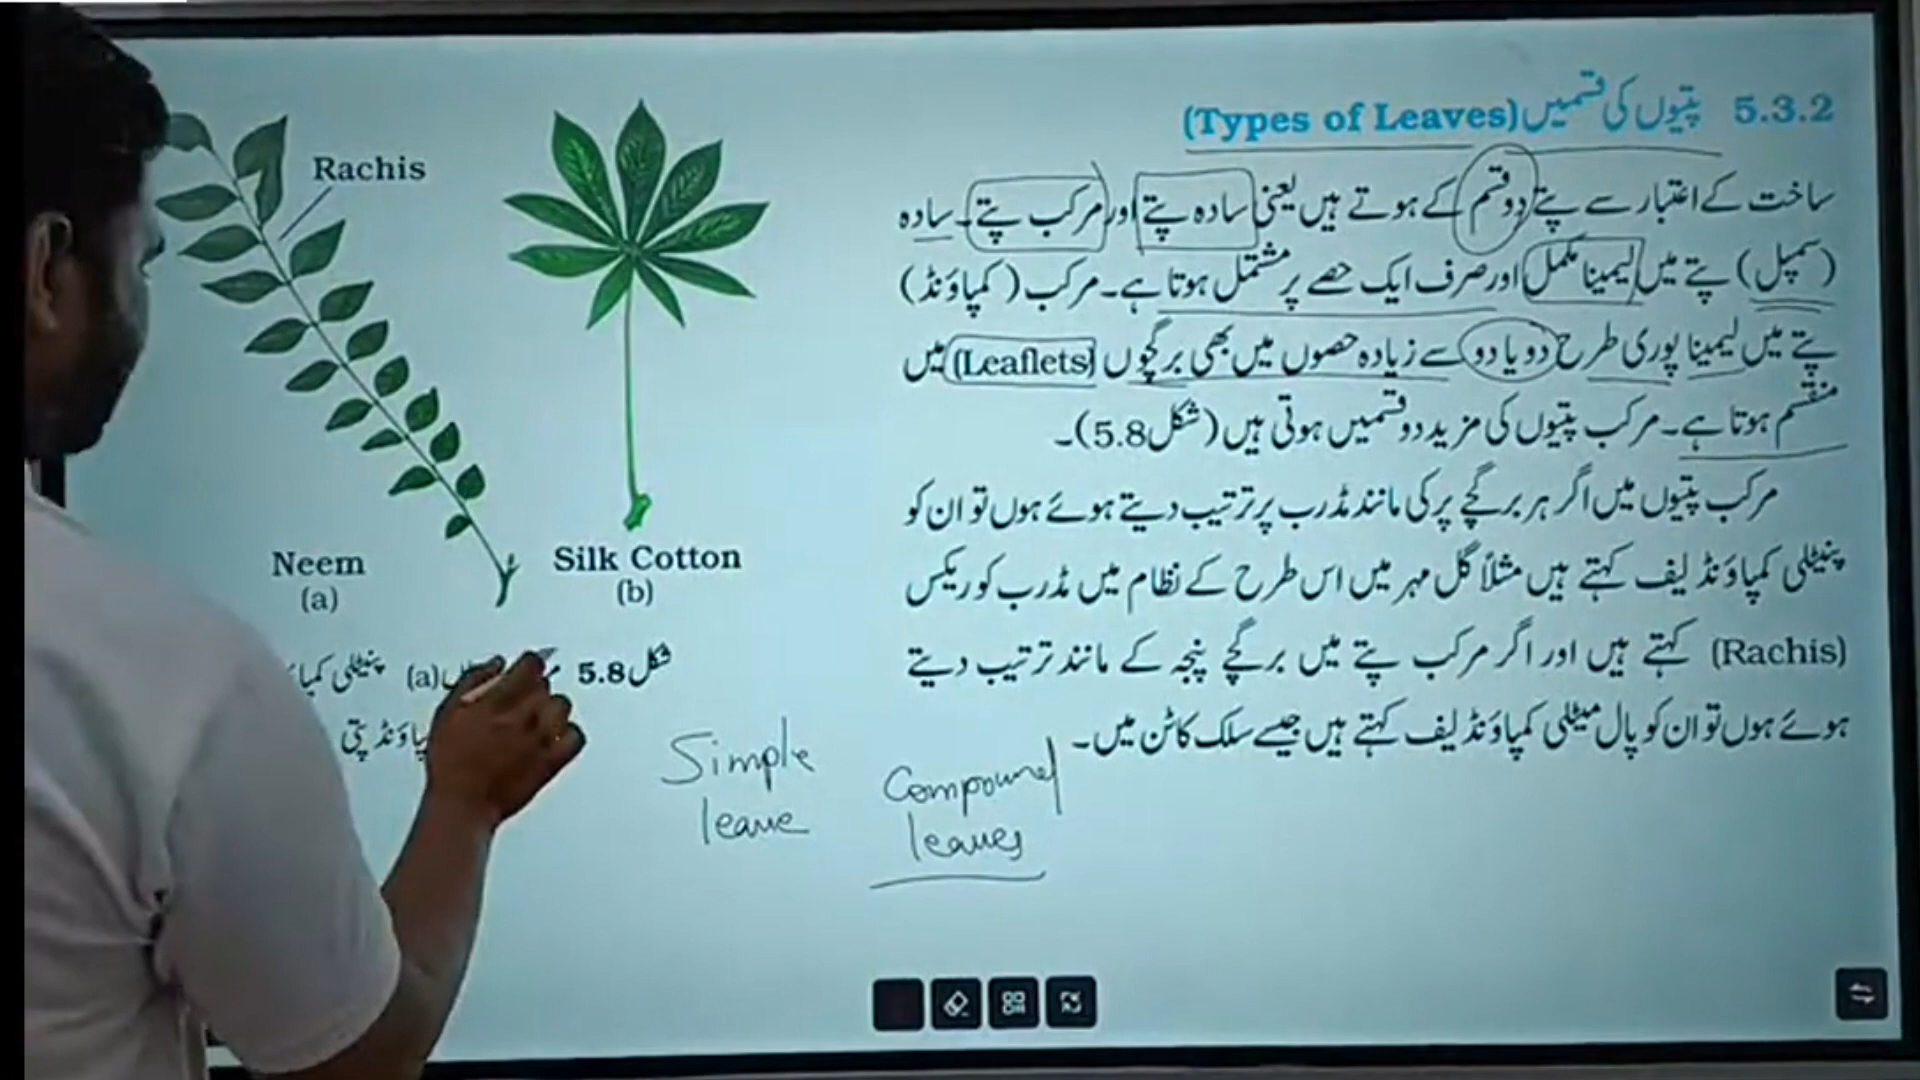 5.3.2 پتیوں کی قسمیں (Types of Leaves)
ساخت کے اعتبار سے پتے دو قسم کے ہوتے ہیں یعنی سادہ پتے اور مرکب پتے۔ سادہ
(سمپل) پتے میں لیمینا مکمل اور صرف ایک حصے پر مشتمل ہوتا ہے۔ مرکب (کمپاؤنڈ)
پتے میں لیمینا پوری طرح دو یا دو سے زیادہ حصوں میں بھی برگچوں (Leaflets) میں
منقسم ہوتا ہے۔ مرکب پتیوں کی مزید دو قسمیں ہوتی ہیں (شکل 5.8)۔
مرکب پتیوں میں اگر ہر برگچے پر کی مانند مڈرب پر ترتیب دیتے ہوئے ہوں تو ان کو
پنیٹلی کمپاؤنڈ لیف کہتے ہیں مثلاً گل مہر میں اس طرح کے نظام میں مڈرب کو ریکس
(Rachis) کہتے ہیں اور اگر مرکب پتے میں برگچے پنجہ کے مانند ترتیب دیتے
ہوئے ہوں تو ان کو پال میٹلی کمپاؤنڈ لیف کہتے ہیں جیسے سلک کاٹن میں۔
Rachis
Neem
(a)
Silk Cotton
(b)
شکل 5.8 (a) پنیٹلی
پتی
Simple
leave
Compound
leaves